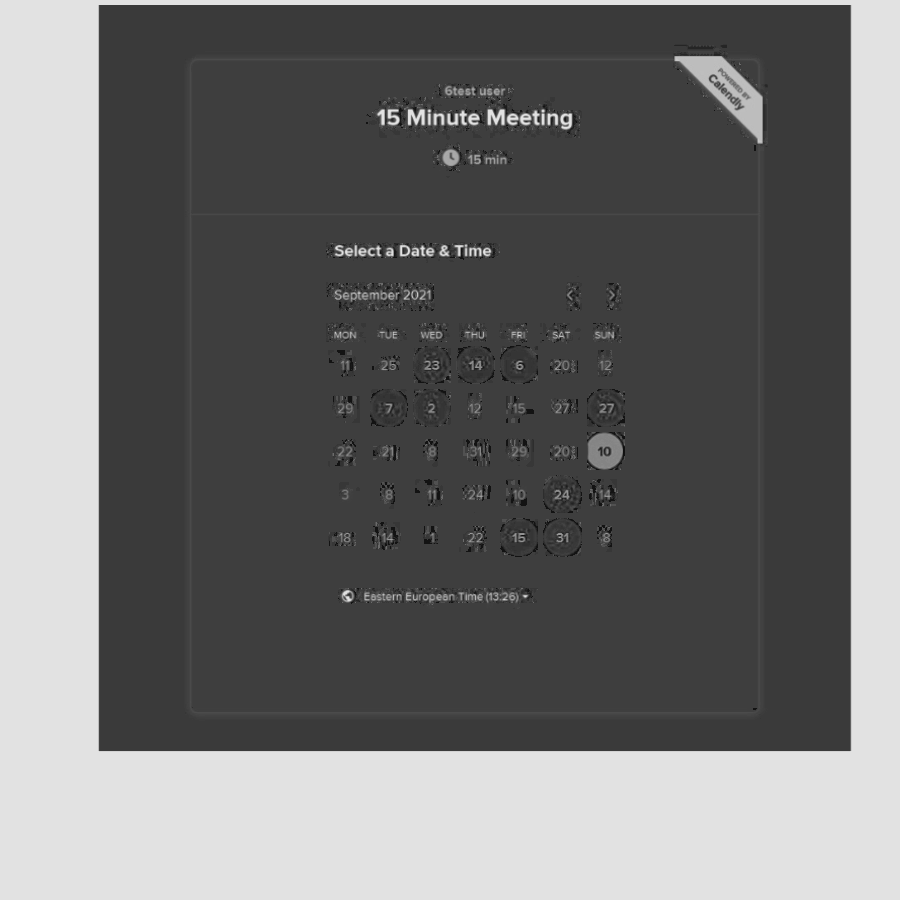 POWERED BY
Calendly
6test user
15 Minute Meeting
15 min
Select a Date & Time
September 2021
MON TUE WED THU FRI SAT SUN
11 25 23 14 6 20 12
29 7 2 12 15 27 27
22 21 8 31 29 20 10
3 8 11 24 10 24 14
18 14 1 22 15 31 8
Eastern European Time (13:26)